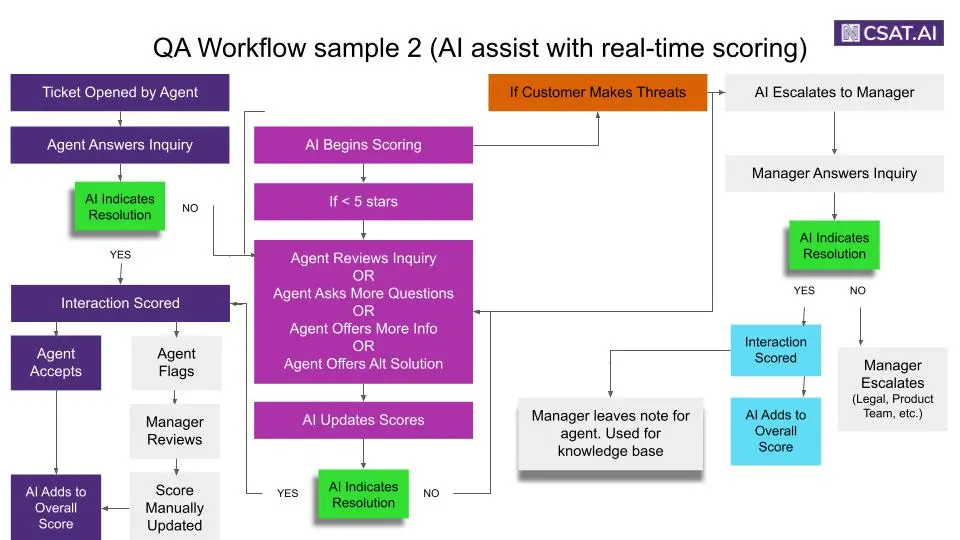 QA Workflow sample 2 (AI assist with real-time scoring)
CSAT.AI
Ticket Opened by Agent
Agent Answers Inquiry
AI Indicates
Resolution
NO
YES
Interaction Scored
Agent
Accepts
Agent
Flags
Manager
Reviews
Score
Manually
Updated
AI Adds to
Overall
Score
AI Begins Scoring
If < 5 stars
Agent Reviews Inquiry
OR
Agent Asks More Questions
OR
Agent Offers More Info
OR
Agent Offers Alt Solution
AI Updates Scores
YES
AI Indicates
Resolution
NO
If Customer Makes Threats
AI Escalates to Manager
Manager Answers Inquiry
AI Indicates
Resolution
YES
NO
Interaction
Scored
AI Adds to
Overall
Score
Manager
Escalates
(Legal, Product
Team, etc.)
Manager leaves note for
agent. Used for
knowledge base